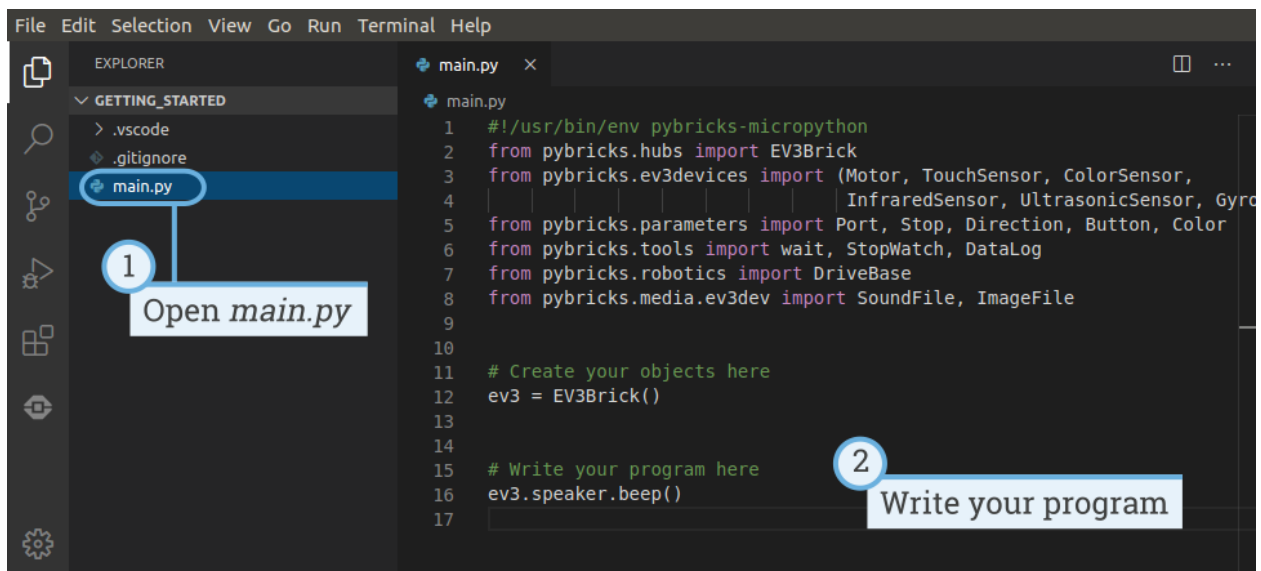 File Edit Selection View Go Run Terminal Help
EXPLORER
GETTING_STARTED
.vscode
.gitignore
main.py
1
Open main.py
main.py
main.py
1 #!/usr/bin/env pybricks-micropython
2 from pybricks.hubs import EV3Brick
3 from pybricks.ev3devices import (Motor, TouchSensor, ColorSensor,
4 InfraredSensor, UltrasonicSensor, Gyro
5 from pybricks.parameters import Port, Stop, Direction, Button, Color
6 from pybricks.tools import wait, StopWatch, DataLog
7 from pybricks.robotics import DriveBase
8 from pybricks.media.ev3dev import SoundFile, ImageFile
9
10
11 # Create your objects here
12 ev3 = EV3Brick()
13
14
15 # Write your program here
16 ev3.speaker.beep()
17
2
Write your program